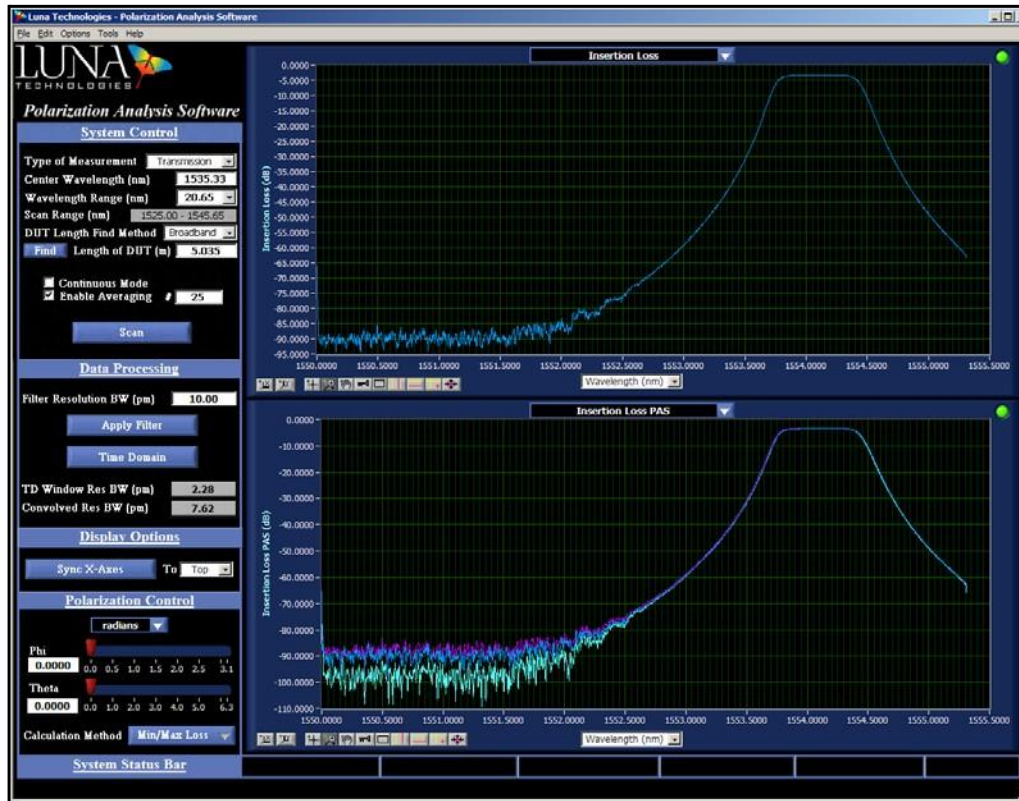 Luna Technologies - Polarization Analysis Software
File Edit Options Tools Help
LUNA
TECHNOLOGIES
Polarization Analysis Software
System Control
Type of Measurement Transmission
Center Wavelength (nm) 1535.33
Wavelength Range (nm) 20.65
Scan Range (nm) 1525.00 - 1545.65
DUT Length Find Method Broadband
Find Length of DUT (m) 5.035
Continuous Mode
Enable Averaging # 25
Scan
Data Processing
Filter Resolution BW (pm) 10.00
Apply Filter
Time Domain
TD Window Res BW (pm) 2.28
Convolved Res BW (pm) 7.62
Display Options
Sync X-Axes To Top
Polarization Control
radians
Phi
0.0000 0.0 0.5 1.0 1.5 2.0 2.5 3.1
Theta
0.0000 0.0 1.0 2.0 3.0 4.0 5.0 6.3
Calculation Method Min/Max Loss
System Status Bar
Insertion Loss
Insertion Loss (dB)
0.0000
-5.0000
-10.0000
-15.0000
-20.0000
-25.0000
-30.0000
-35.0000
-40.0000
-45.0000
-50.0000
-55.0000
-60.0000
-65.0000
-70.0000
-75.0000
-80.0000
-85.0000
-90.0000
-95.0000
1550.0000 1550.5000 1551.0000 1551.5000 1552.0000 1552.5000 1553.0000 1553.5000 1554.0000 1554.5000 1555.0000 1555.5000
Wavelength (nm)
Insertion Loss PAS
Insertion Loss PAS (dB)
0.0000
-10.0000
-20.0000
-30.0000
-40.0000
-50.0000
-60.0000
-70.0000
-80.0000
-90.0000
-100.0000
-110.0000
1550.0000 1550.5000 1551.0000 1551.5000 1552.0000 1552.5000 1553.0000 1553.5000 1554.0000 1554.5000 1555.0000 1555.5000
Wavelength (nm)